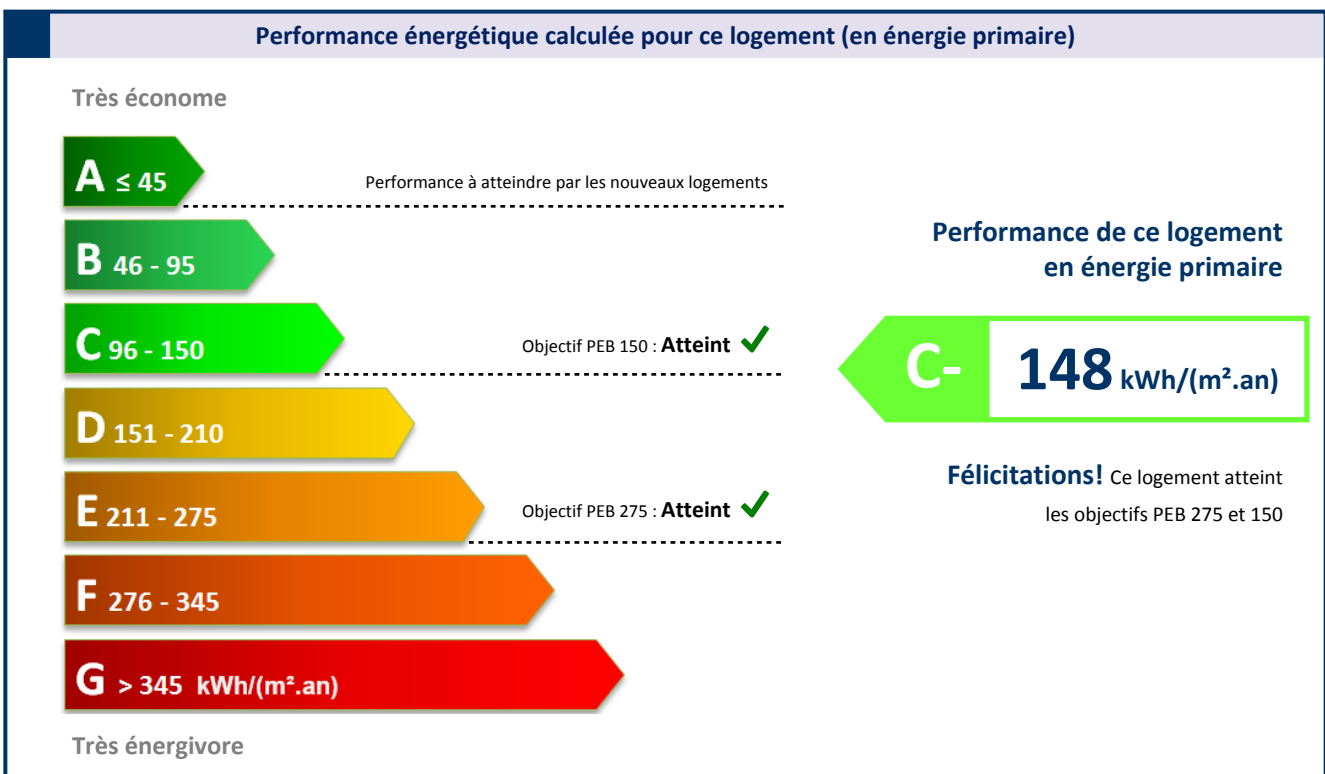 Performance énergétique calculée pour ce logement (en énergie primaire)
Très économe
A ≤ 45
Performance à atteindre par les nouveaux logements
B 46 - 95
C 96 - 150
Objectif PEB 150 : Atteint
D 151 - 210
E 211 - 275
Objectif PEB 275 : Atteint
F 276 - 345
G > 345 kWh/(m².an)
Très énergivore
Performance de ce logement
en énergie primaire
C-
148 kWh/(m².an)
Félicitations! Ce logement atteint
les objectifs PEB 275 et 150